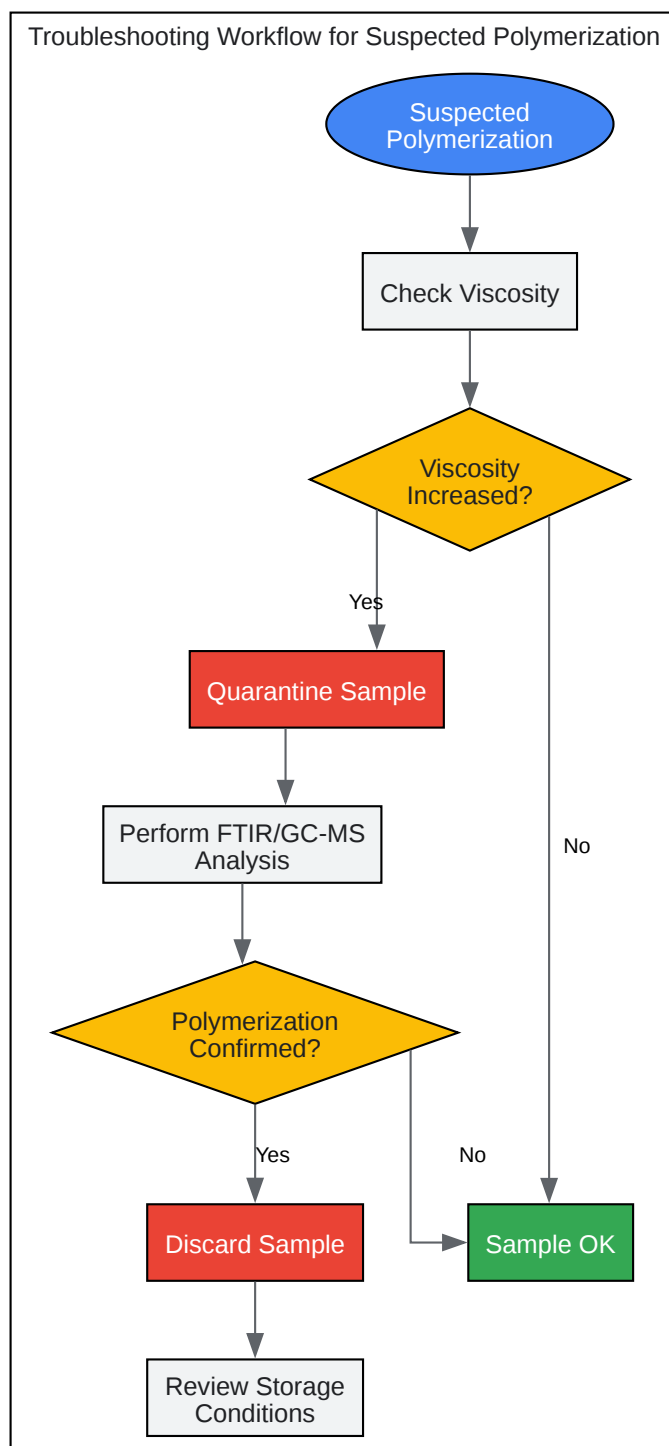 Troubleshooting Workflow for Suspected Polymerization
Suspected
Polymerization
Check Viscosity
Viscosity
Increased?
Yes
Quarantine Sample
Perform FTIR/GC-MS
Analysis
No
Polymerization
Confirmed?
Yes
No
Discard Sample
Sample OK
Review Storage
Conditions